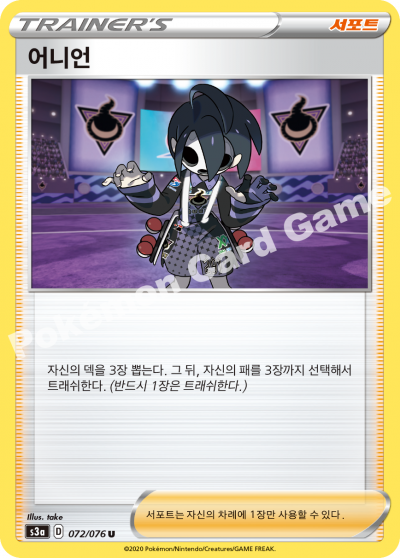 TRAINER'S
서포트
어니언
Pokémon Card Game
자신의 덱을 3장 뽑는다. 그 뒤, 자신의 패를 3장까지 선택해서
트래쉬한다. (반드시 1장은 트래쉬한다.)
Illus. take
s3a D 072/076 U
서포트는 자신의 차례에 1장만 사용할 수 있다.
©2020 Pokémon/Nintendo/Creatures/GAME FREAK.